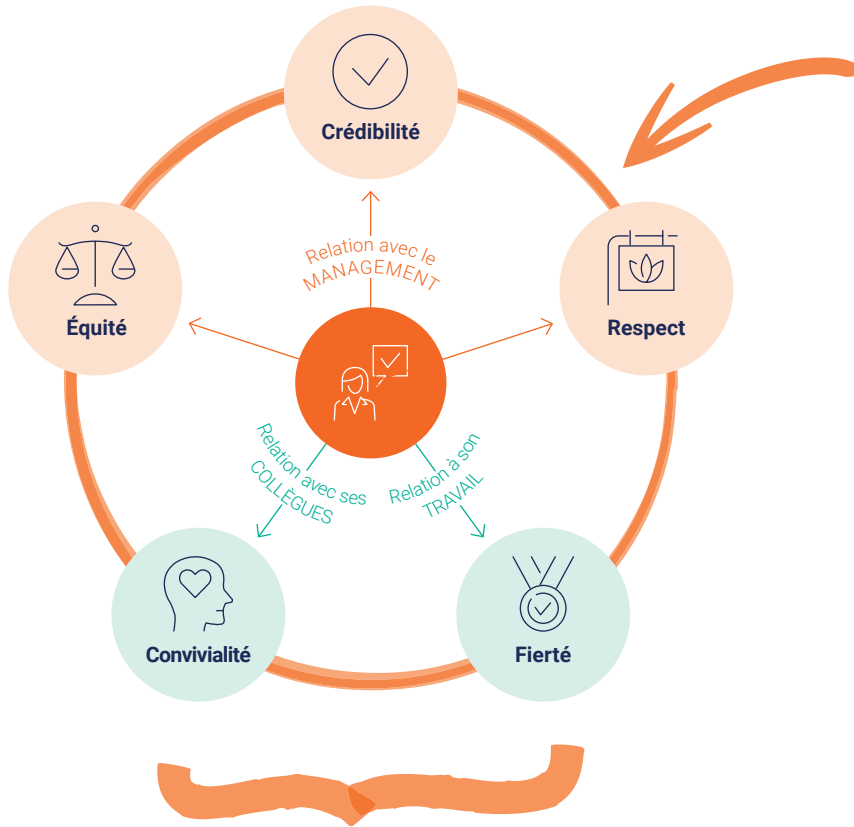 Crédibilité
Relation avec le
MANAGEMENT
Équité
Respect
Relation avec ses
COLLÈGUES
Relation à son
TRAVAIL
Convivialité
Fierté